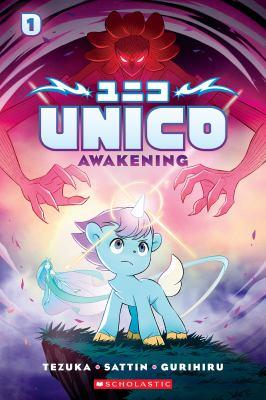 1
ユニコ
UNICO
AWAKENING
TEZUKA • SATTIN • GURIHIRU
SCHOLASTIC